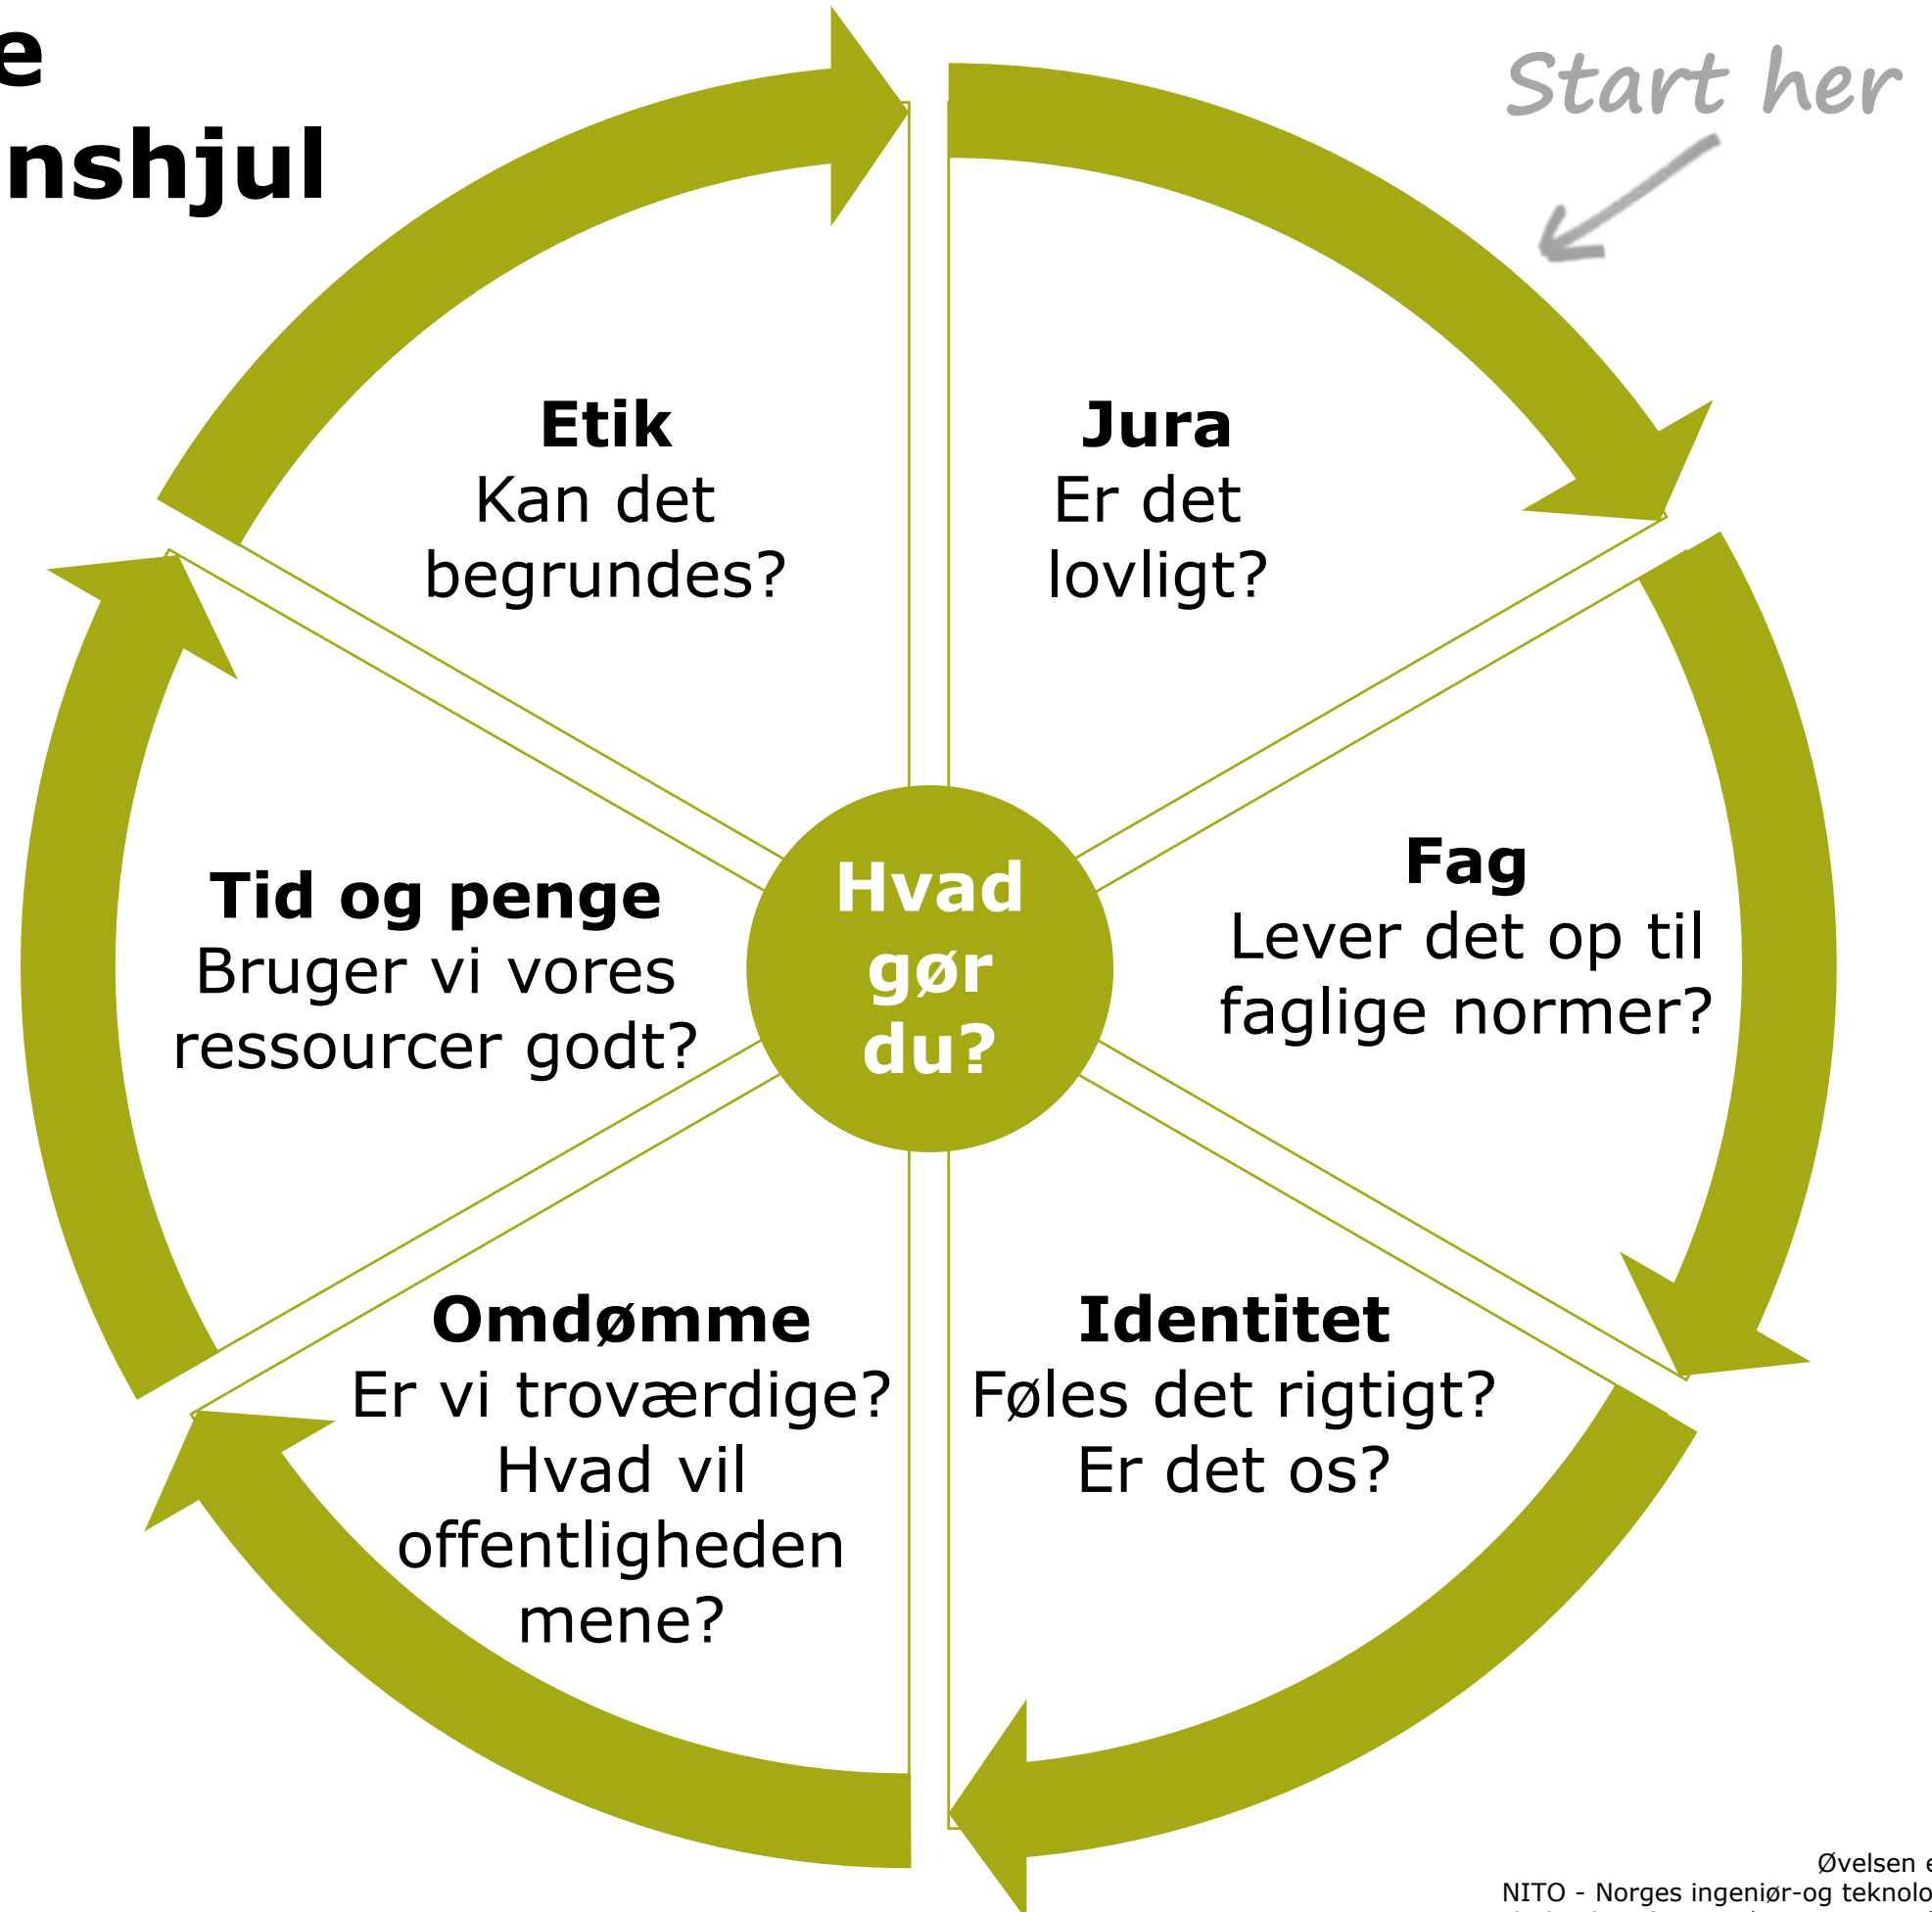 e
nshjul
Start her
Jura
Er det
lovligt?
Fag
Lever det op til
faglige normer?
Identitet
Føles det rigtigt?
Er det os?
Omdømme
Er vi troværdige?
Hvad vil
offentligheden
mene?
Tid og penge
Bruger vi vores
ressourcer godt?
Etik
Kan det
begrundes?
Hvad
gør
du?
Øvelsen e
NITO - Norges ingeniør-og teknolo